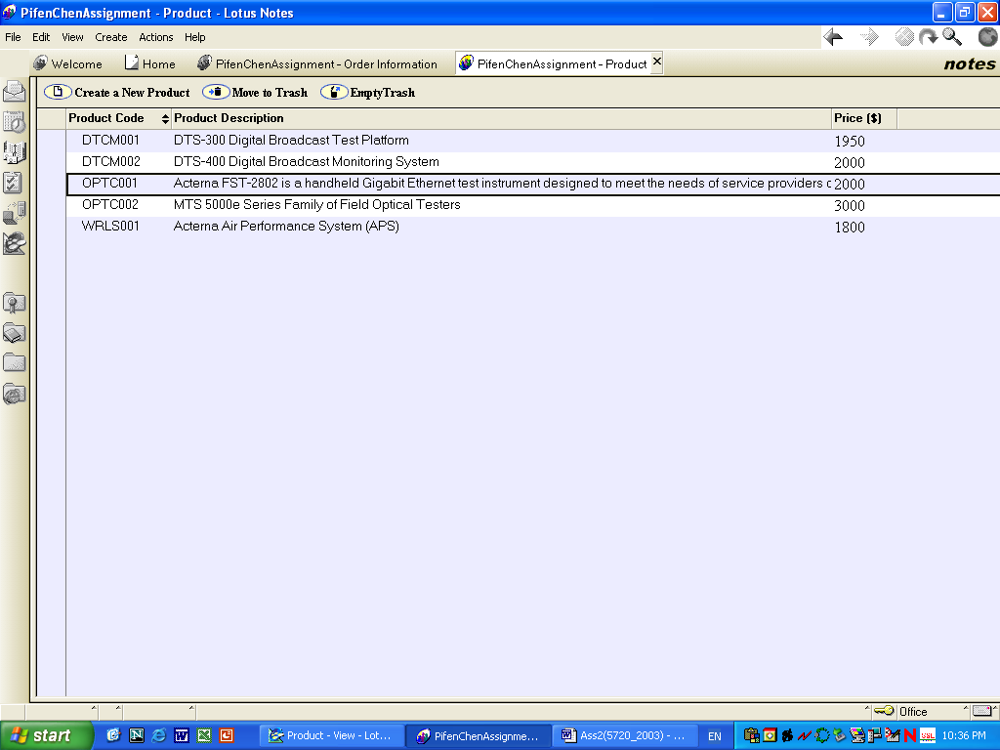 PifenChenAssignment - Product - Lotus Notes
File Edit View Create Actions Help
Welcome Home PifenChenAssignment - Order Information PifenChenAssignment - Product notes
Create a New Product Move to Trash EmptyTrash
Product Code Product Description Price ($)
DTCM001 DTS-300 Digital Broadcast Test Platform 1950
DTCM002 DTS-400 Digital Broadcast Monitoring System 2000
OPTC001 Acterna FST-2802 is a handheld Gigabit Ethernet test instrument designed to meet the needs of service providers 2000
OPTC002 MTS 5000e Series Family of Field Optical Testers 3000
WRLS001 Acterna Air Performance System (APS) 1800
Office
start Product - View - Lot... PifenChenAssignme... Ass2(5720_2003) - ... EN 10:36 PM